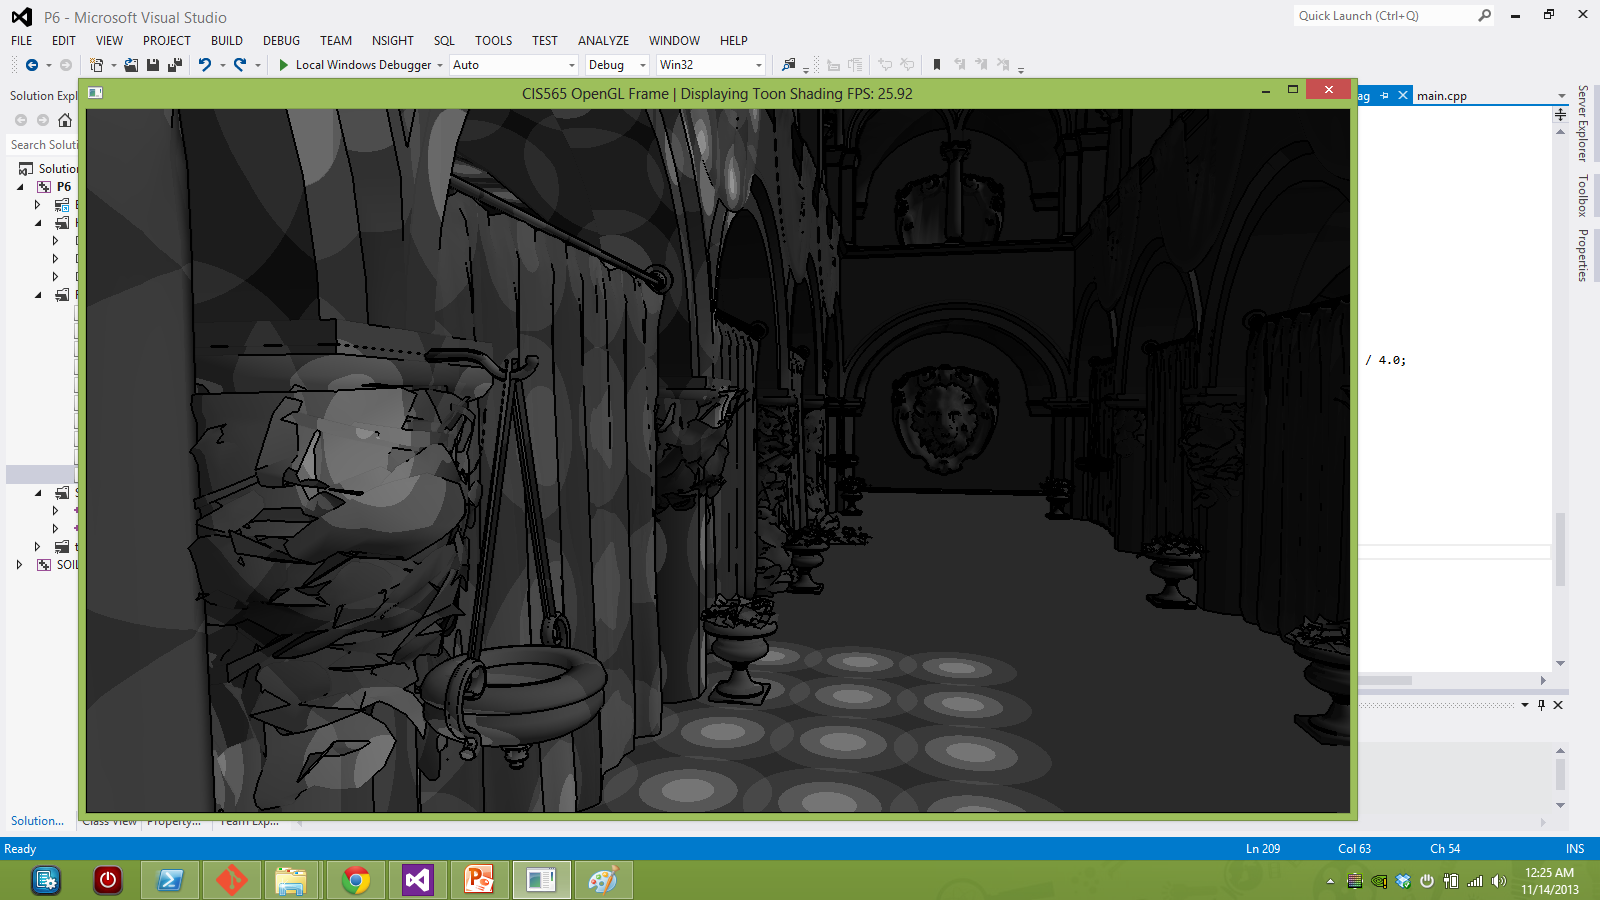 P6 - Microsoft Visual Studio
Quick Launch (Ctrl+Q)
FILE EDIT VIEW PROJECT BUILD DEBUG TEAM NSIGHT SQL TOOLS TEST ANALYZE WINDOW HELP
Local Windows Debugger Auto Debug Win32
Solution Expl
CIS565 OpenGL Frame | Displaying Toon Shading FPS: 25.92
ag main.cpp
Server Explorer
Toolbox
Properties
Search Soluti
Solution
P6
/ 4.0;
SOIL
Solution... Class View Property... Team Exp...
Ready Ln 209 Col 63 Ch 54 INS
12:25 AM
11/14/2013